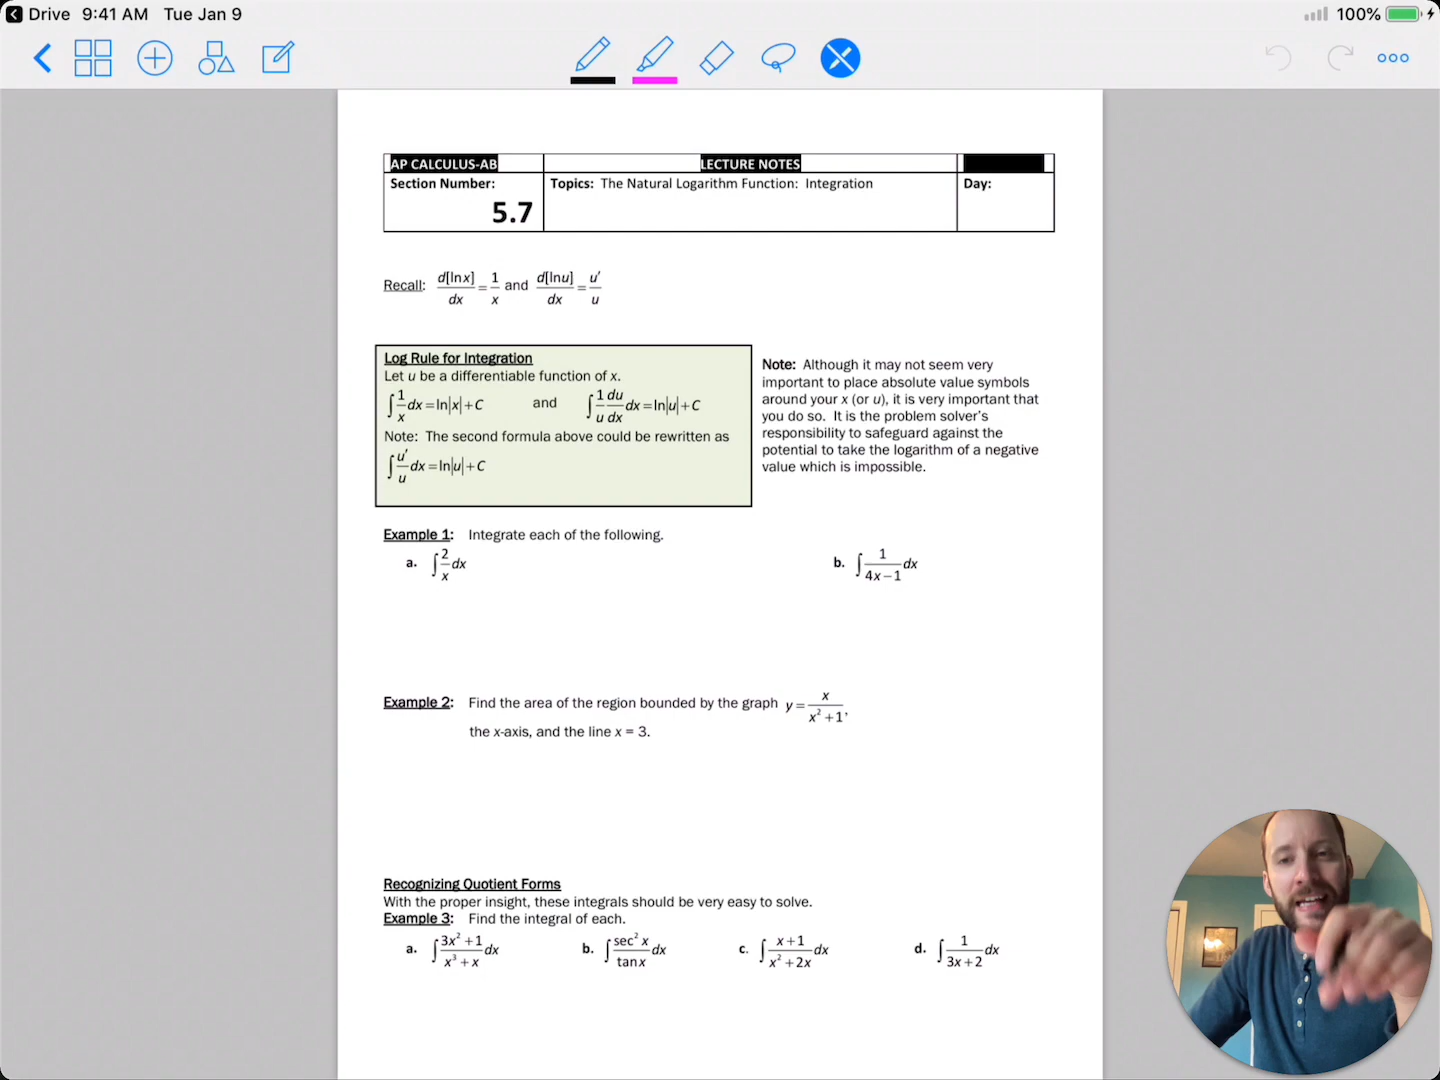 Drive 9:41 AM Tue Jan 9 100%
AP CALCULUS-AB LECTURE NOTES
Section Number: Topics: The Natural Logarithm Function: Integration Day:
5.7
Recall: d[lnx]/dx = 1/x and d[lnu]/dx = u'/u
Log Rule for Integration
Let u be a differentiable function of x.
∫ 1/x dx = ln|x| + C and ∫ 1/u du/dx dx = ln|u| + C
Note: The second formula above could be rewritten as
∫ u'/u dx = ln|u| + C
Note: Although it may not seem very
important to place absolute value symbols
around your x (or u), it is very important that
you do so. It is the problem solver's
responsibility to safeguard against the
potential to take the logarithm of a negative
value which is impossible.
Example 1: Integrate each of the following.
a. ∫ 2/x dx b. ∫ 1/(4x−1) dx
Example 2: Find the area of the region bounded by the graph y = x/(x²+1),
the x-axis, and the line x = 3.
Recognizing Quotient Forms
With the proper insight, these integrals should be very easy to solve.
Example 3: Find the integral of each.
a. ∫ (3x²+1)/(x³+x) dx b. ∫ sec² x/tan x dx c. ∫ (x+1)/(x²+2x) dx d. ∫ 1/(3x+2) dx